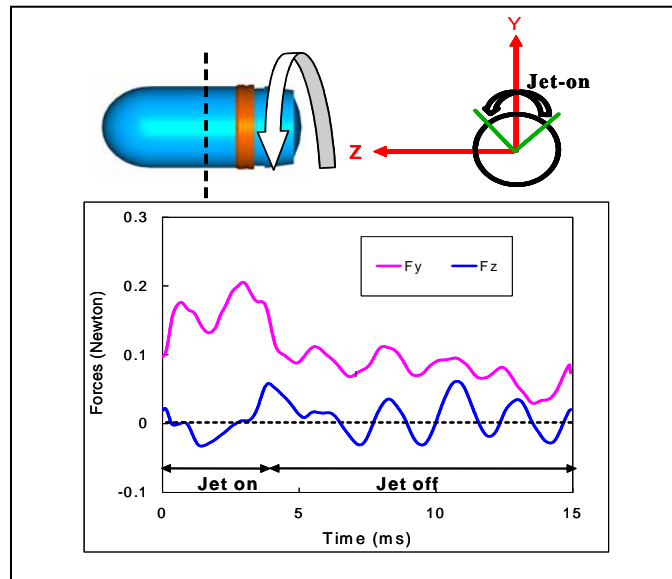 Y
Jet-on
Z
0.3
Fy Fz
0.2
Forces (Newton)
0.1
0
-0.1
Jet on Jet off
0 5 10 15
Time (ms)